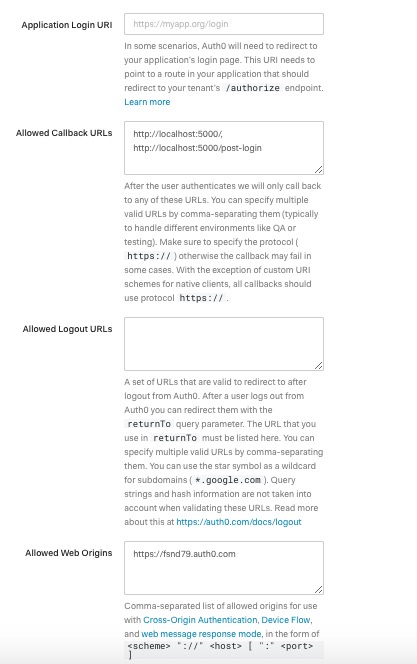 Application Login URI
https://myapp.org/login
In some scenarios, Auth0 will need to redirect to
your application's login page. This URI needs to
point to a route in your application that should
redirect to your tenant's /authorize endpoint.
Learn more
Allowed Callback URLs
http://localhost:5000/,
http://localhost:5000/post-login
After the user authenticates we will only call back
to any of these URLs. You can specify multiple
valid URLs by comma-separating them (typically
to handle different environments like QA or
testing). Make sure to specify the protocol (
https:// ) otherwise the callback may fail in
some cases. With the exception of custom URI
schemes for native clients, all callbacks should
use protocol https:// .
Allowed Logout URLs
A set of URLs that are valid to redirect to after
logout from Auth0. After a user logs out from
Auth0 you can redirect them with the
returnTo query parameter. The URL that you
use in returnTo must be listed here. You can
specify multiple valid URLs by comma-separating
them. You can use the star symbol as a wildcard
for subdomains ( *.google.com ). Query
strings and hash information are not taken into
account when validating these URLs. Read more
about this at https://auth0.com/docs/logout
Allowed Web Origins
https://fsnd79.auth0.com
Comma-separated list of allowed origins for use
with Cross-Origin Authentication, Device Flow,
and web message response mode, in the form of
<scheme> "://" <host> [ ":" <port>
]